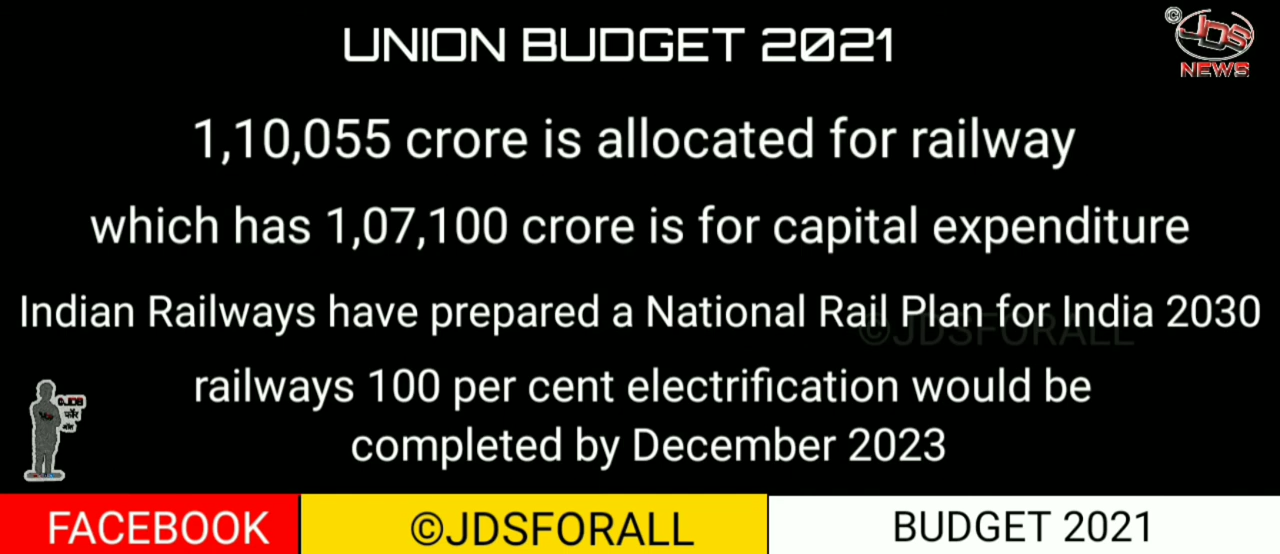 UNION BUDGET 2021
© JDS
NEWS
1,10,055 crore is allocated for railway
which has 1,07,100 crore is for capital expenditure
Indian Railways have prepared a National Rail Plan for India 2030
©JDSFORALL
railways 100 per cent electrification would be
completed by December 2023
©JDS
फॉर
ऑल
FACEBOOK
©JDSFORALL
BUDGET 2021